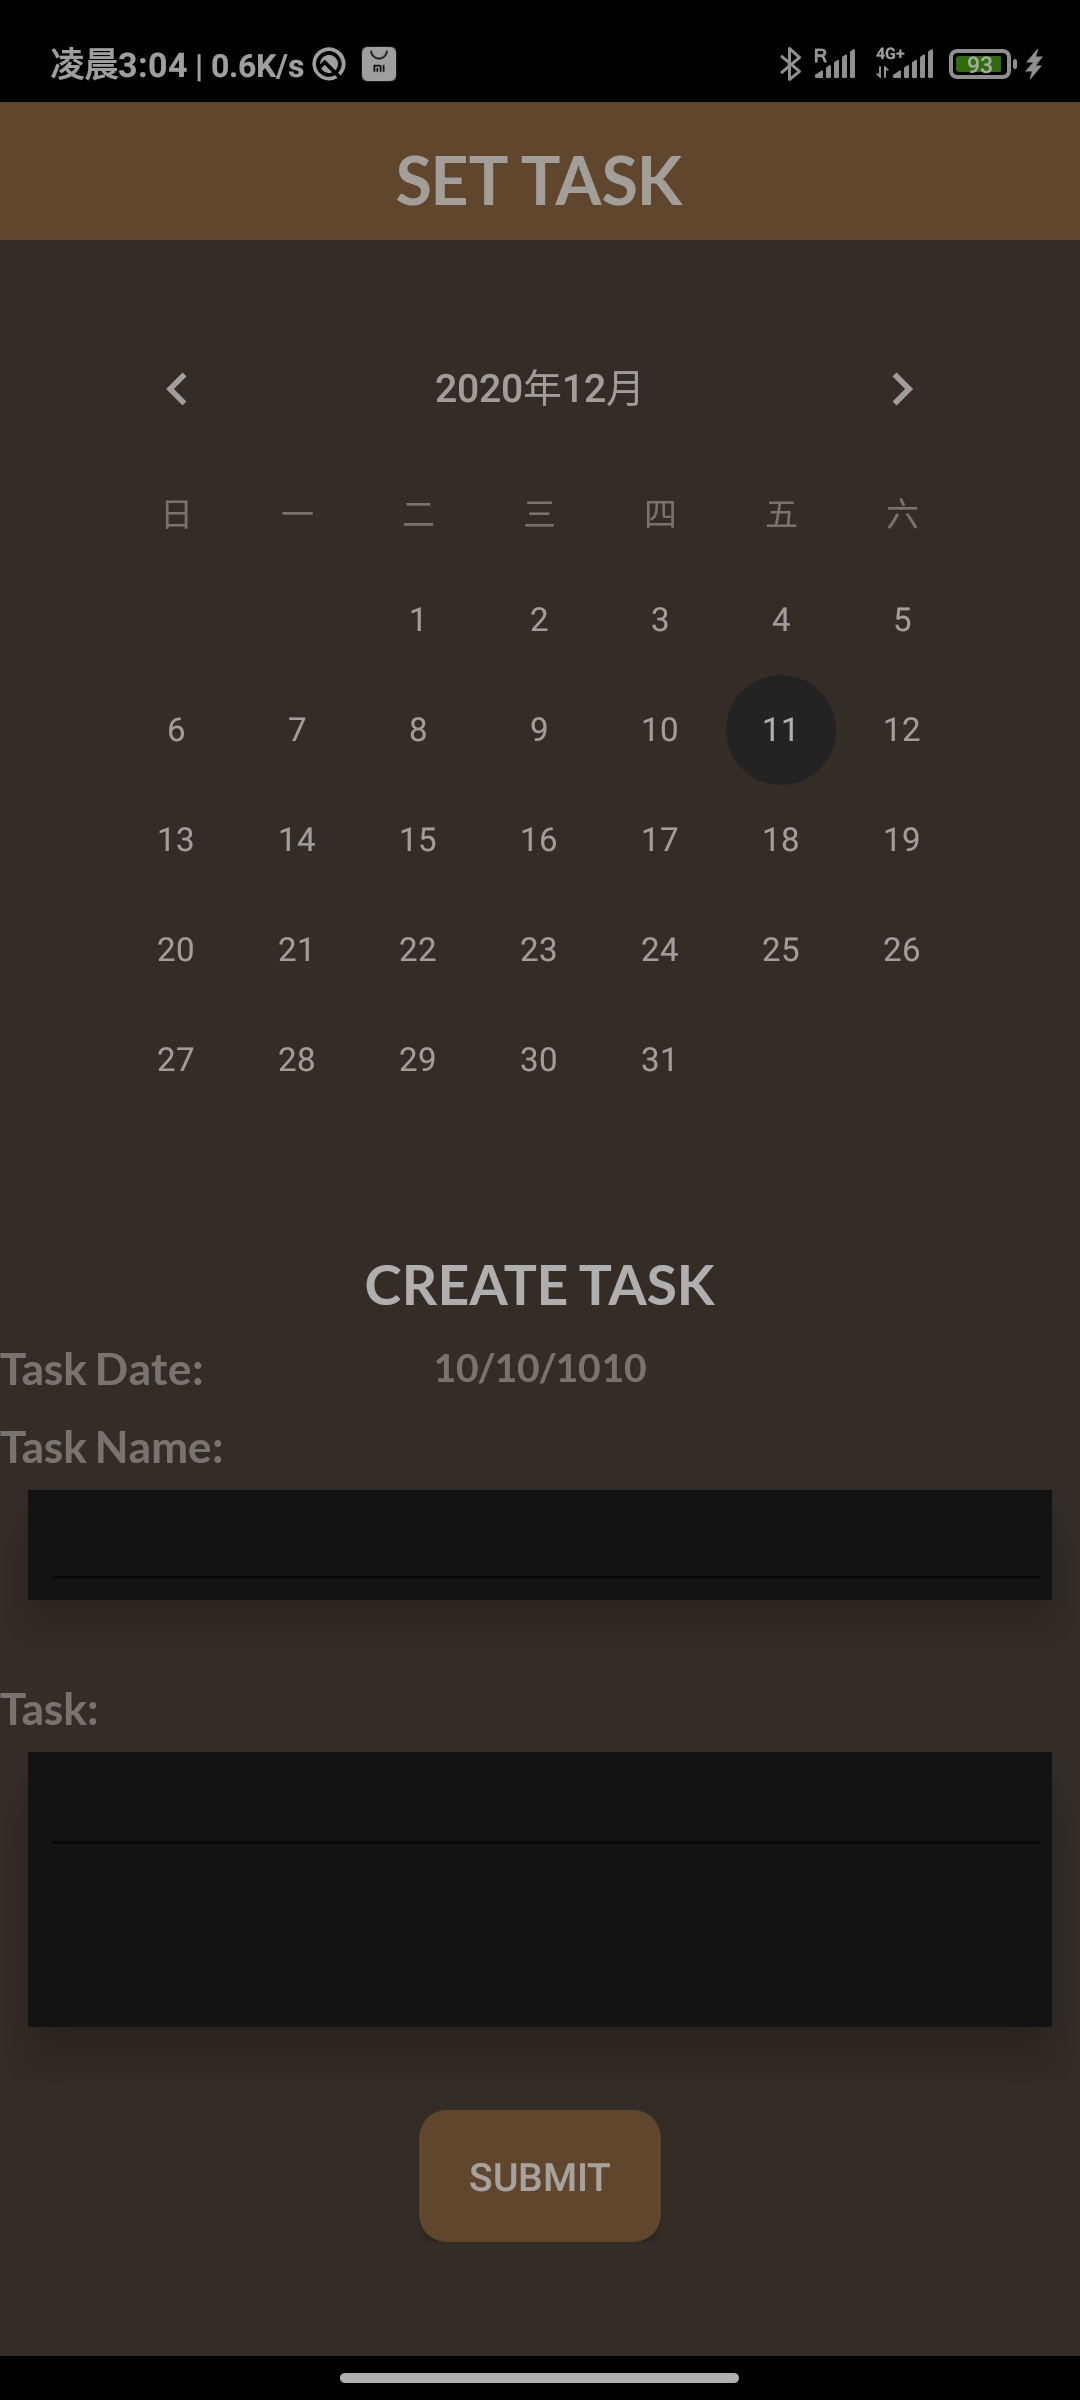 凌晨3:04 | 0.6K/s mi R 4G+ 93
SET TASK
2020年12月
日 一 二 三 四 五 六
1 2 3 4 5
6 7 8 9 10 11 12
13 14 15 16 17 18 19
20 21 22 23 24 25 26
27 28 29 30 31
CREATE TASK
Task Date: 10/10/1010
Task Name:
Task:
SUBMIT